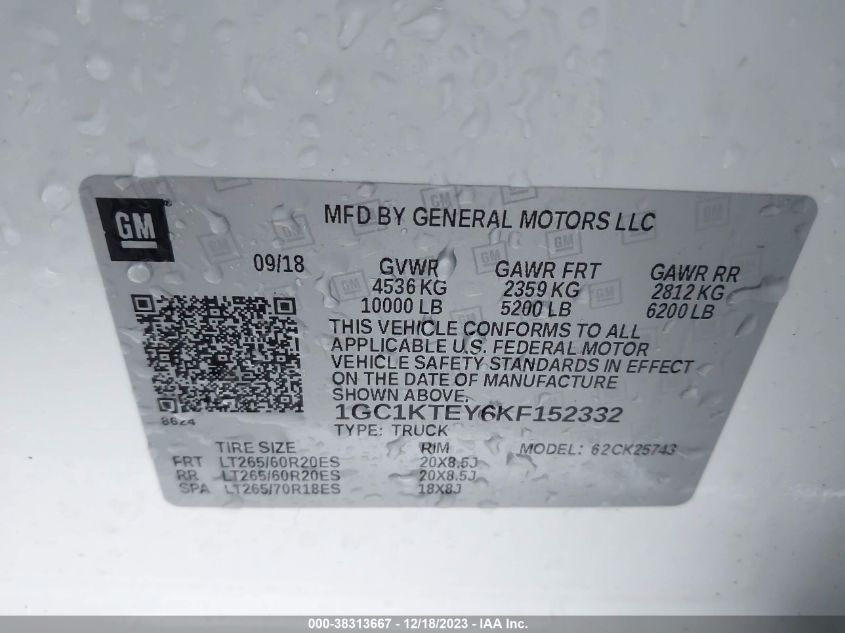 GM
MFD BY GENERAL MOTORS LLC
09/18 GVWR GAWR FRT GAWR RR
4536 KG 2359 KG 2812 KG
10000 LB 5200 LB 6200 LB
THIS VEHICLE CONFORMS TO ALL
APPLICABLE U.S. FEDERAL MOTOR
VEHICLE SAFETY STANDARDS IN EFFECT
ON THE DATE OF MANUFACTURE
SHOWN ABOVE.
1GC1KTEY6KF152332
8624
TYPE: TRUCK
TIRE SIZE RIM MODEL: 62CK25743
FRT LT265/60R20ES 20X8.5J
RR LT265/60R20ES 20X8.5J
SPA LT265/70R18ES 18X8J
000-38313667 - 12/18/2023 - IAA Inc.